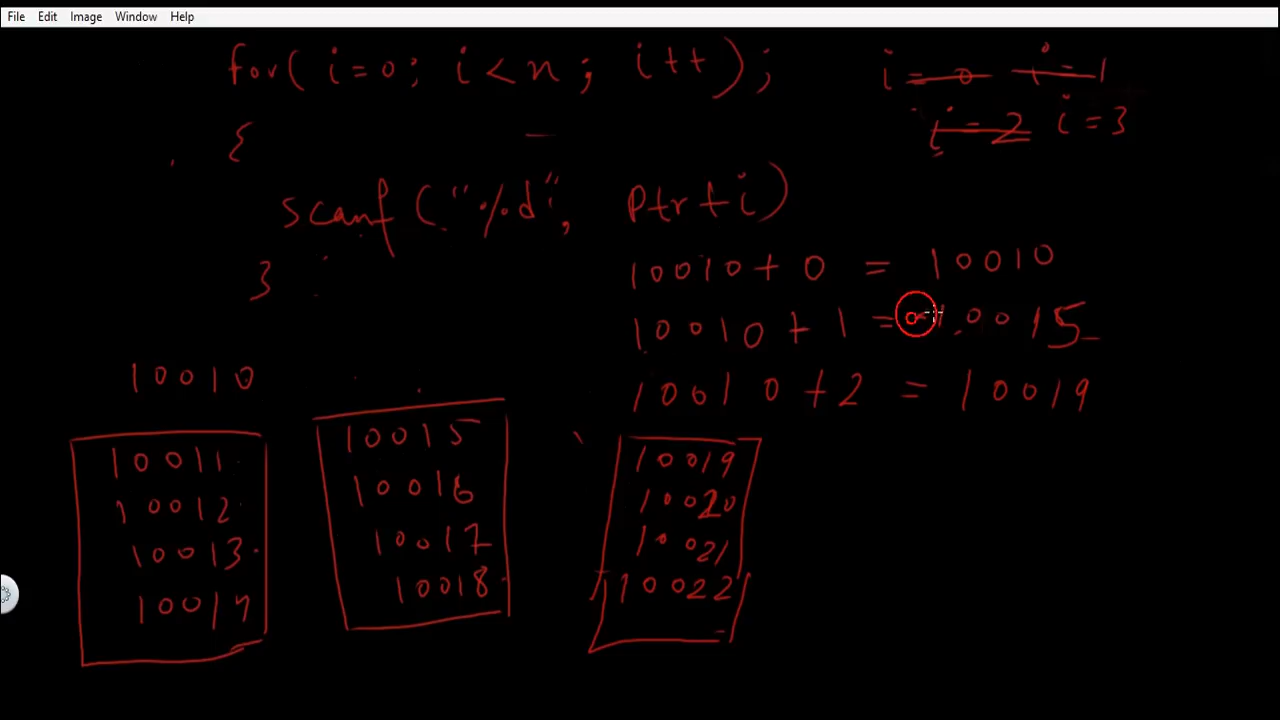 File Edit Image Window Help
for( i=0; i<n; i++);
i=0 i=1
{
i=2 i=3
scanf("%d", Ptr+i)
}
10010+0 = 10010
10010+1 = 10015
10010+2 = 10019
10010
10011
10012
10013
10014
10015
10016
10017
10018
10019
10020
10021
10022